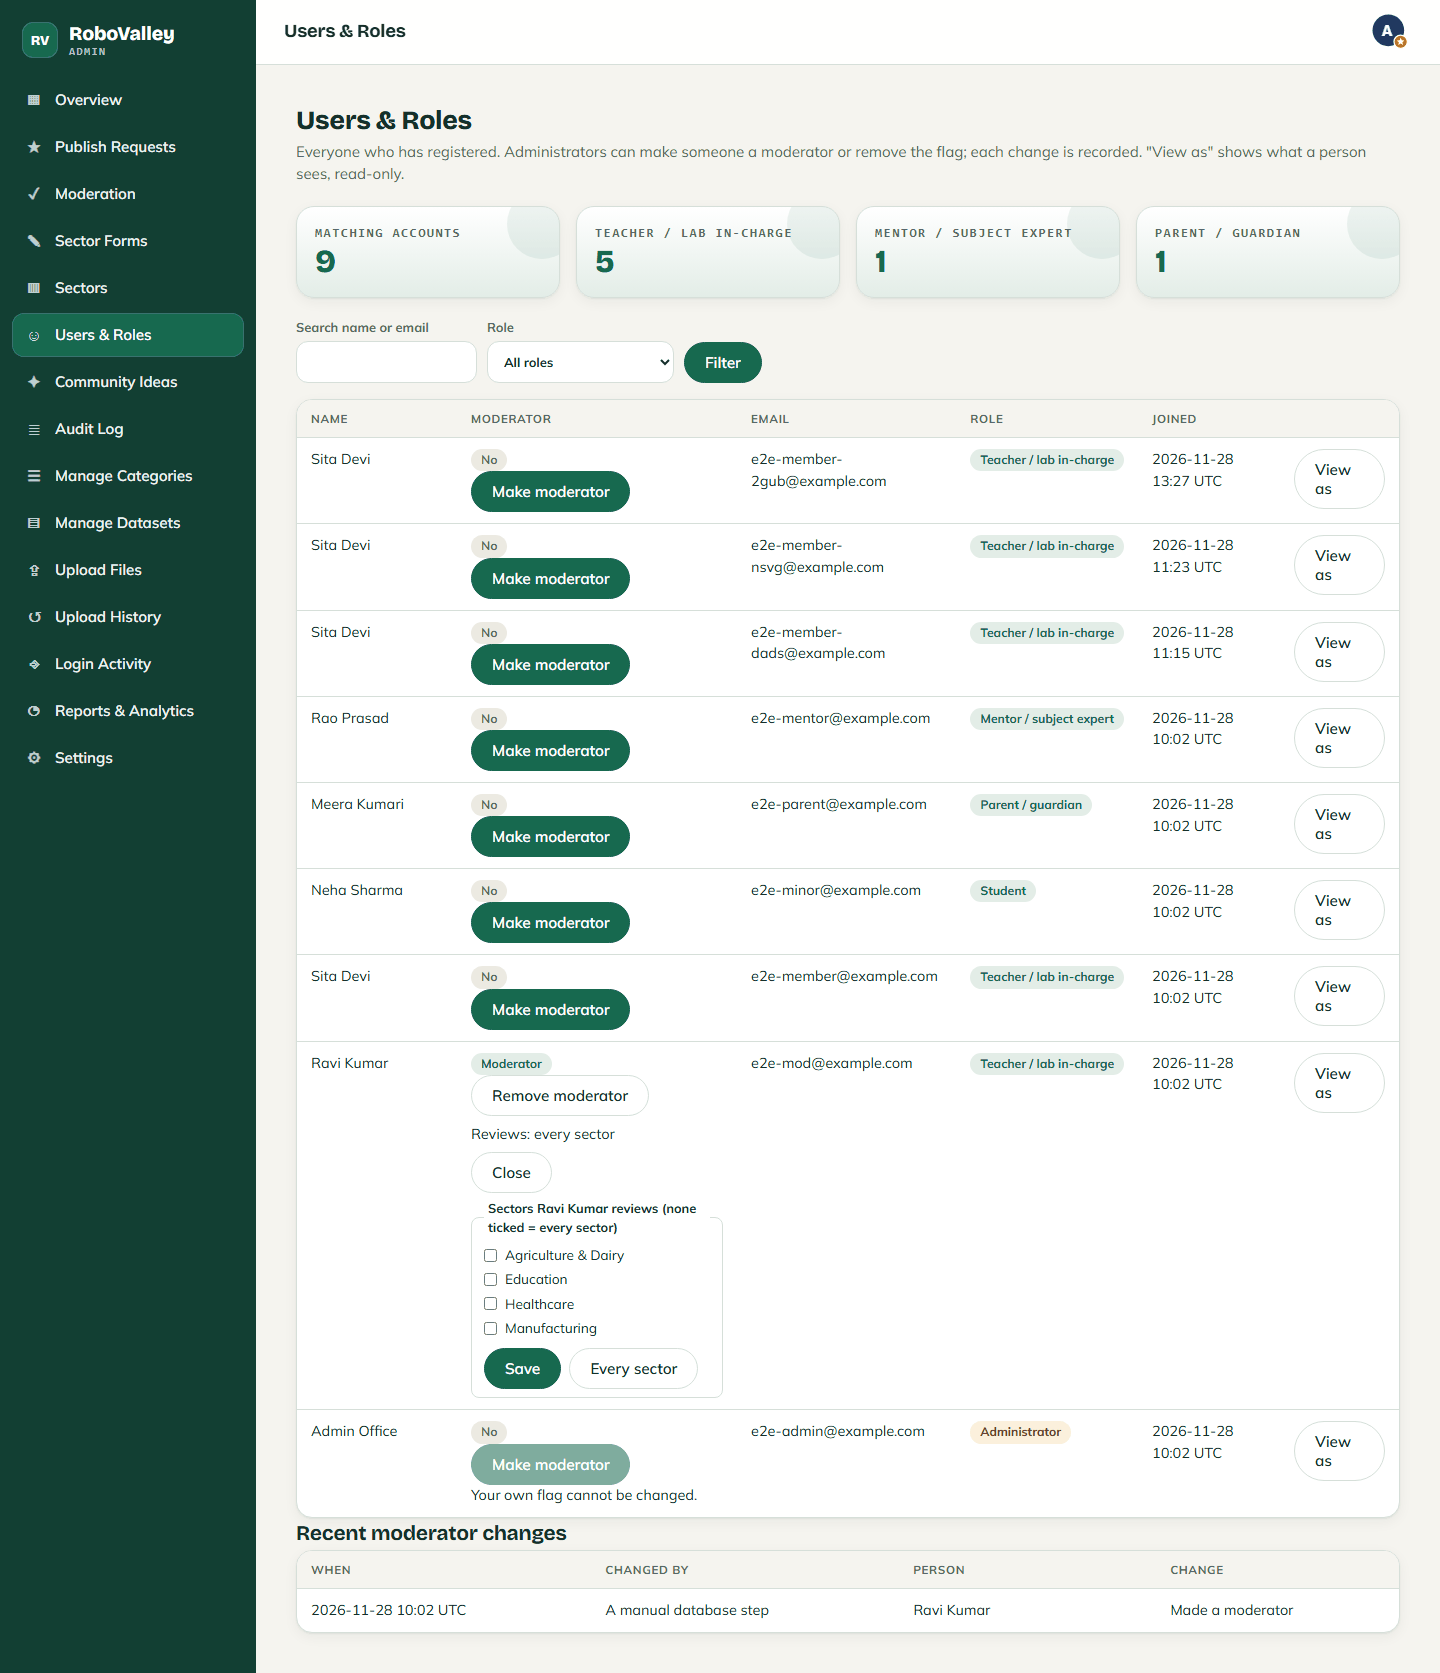 RV
RoboValley
ADMIN
Overview
Publish Requests
Moderation
Sector Forms
Sectors
Users & Roles
Community Ideas
Audit Log
Manage Categories
Manage Datasets
Upload Files
Upload History
Login Activity
Reports & Analytics
Settings
Users & Roles
A
Users & Roles
Everyone who has registered. Administrators can make someone a moderator or remove the flag; each change is recorded. "View as" shows what a person
sees, read-only.
MATCHING ACCOUNTS
9
TEACHER / LAB IN-CHARGE
5
MENTOR / SUBJECT EXPERT
1
PARENT / GUARDIAN
1
Search name or email
Role
All roles
Filter
NAME MODERATOR EMAIL ROLE JOINED
Sita Devi No e2e-member- Teacher / lab in-charge 2026-11-28 View
Make moderator 2gub@example.com 13:27 UTC as
Sita Devi No e2e-member- Teacher / lab in-charge 2026-11-28 View
Make moderator nsvg@example.com 11:23 UTC as
Sita Devi No e2e-member- Teacher / lab in-charge 2026-11-28 View
Make moderator dads@example.com 11:15 UTC as
Rao Prasad No e2e-mentor@example.com Mentor / subject expert 2026-11-28 View
Make moderator 10:02 UTC as
Meera Kumari No e2e-parent@example.com Parent / guardian 2026-11-28 View
Make moderator 10:02 UTC as
Neha Sharma No e2e-minor@example.com Student 2026-11-28 View
Make moderator 10:02 UTC as
Sita Devi No e2e-member@example.com Teacher / lab in-charge 2026-11-28 View
Make moderator 10:02 UTC as
Ravi Kumar Moderator e2e-mod@example.com Teacher / lab in-charge 2026-11-28 View
Remove moderator 10:02 UTC as
Reviews: every sector
Close
Sectors Ravi Kumar reviews (none
ticked = every sector)
Agriculture & Dairy
Education
Healthcare
Manufacturing
Save Every sector
Admin Office No e2e-admin@example.com Administrator 2026-11-28 View
Make moderator 10:02 UTC as
Your own flag cannot be changed.
Recent moderator changes
WHEN CHANGED BY PERSON CHANGE
2026-11-28 10:02 UTC A manual database step Ravi Kumar Made a moderator